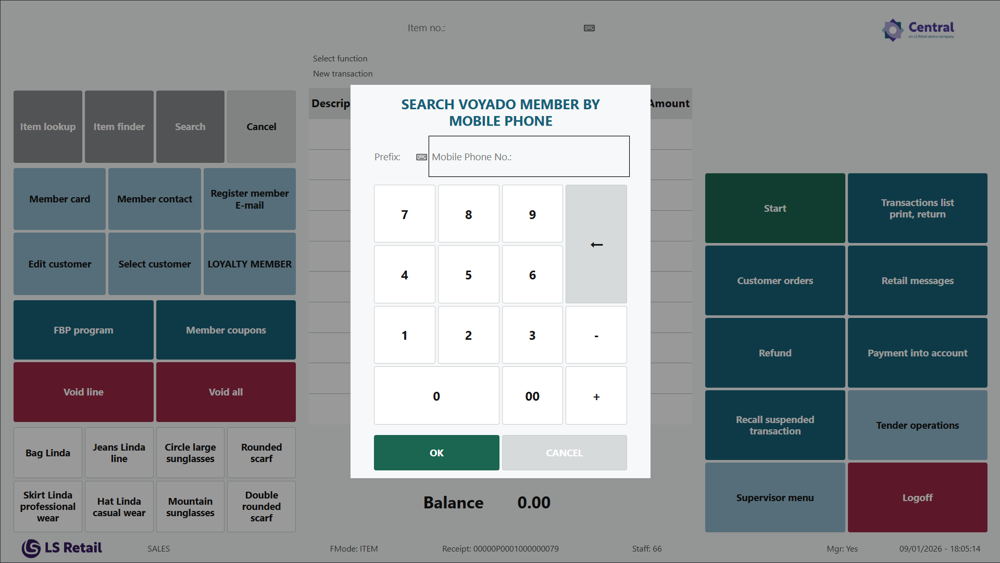 Item no.:
Central
an LS Retail demo company
Select function
New transaction
Descrip
Amount
Item lookup
Item finder
Search
Cancel
Member card
Member contact
Register member
E-mail
Edit customer
Select customer
LOYALTY MEMBER
FBP program
Member coupons
Void line
Void all
Bag Linda
Jeans Linda
line
Circle large
sunglasses
Rounded
scarf
Skirt Linda
professional
wear
Hat Linda
casual wear
Mountain
sunglasses
Double
rounded
scarf
SEARCH VOYADO MEMBER BY
MOBILE PHONE
Prefix:
Mobile Phone No.:
7
8
9
←
4
5
6
1
2
3
-
0
00
+
OK
CANCEL
Balance 0.00
Start
Transactions list
print, return
Customer orders
Retail messages
Refund
Payment into account
Recall suspended
transaction
Tender operations
Supervisor menu
Logoff
LS Retail
SALES
FMode: ITEM
Receipt: 00000P0001000000079
Staff: 66
Mgr: Yes
09/01/2026 - 18:05:14